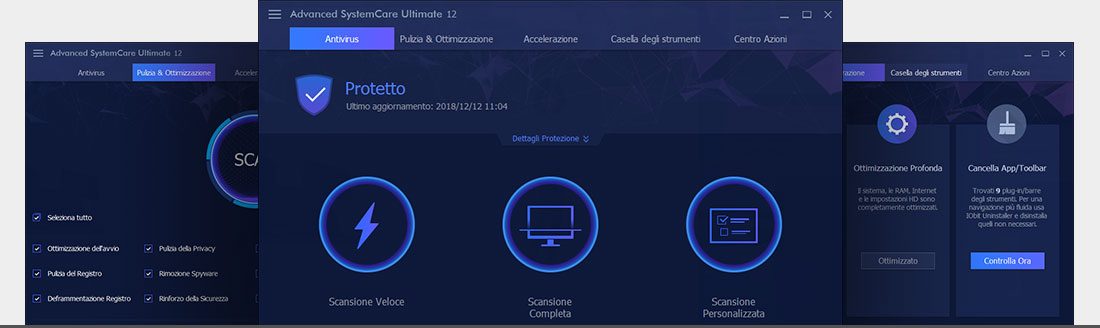 Advanced SystemCare Ultimate 12
Antivirus
Pulizia & Ottimizzazione
Seleziona tutto
Ottimizzazione dell'avvio
Pulizia della Privacy
Pulizia del Registro
Rimozione Spyware
Deframmentazione Registro
Rinforzo della Sicurezza
Advanced SystemCare Ultimate 12
Antivirus
Pulizia & Ottimizzazione
Accelerazione
Casella degli strumenti
Centro Azioni
Protetto
Ultimo aggiornamento: 2018/12/12 11:04
Dettagli Protezione
Scansione Veloce
Scansione
Completa
Scansione
Personalizzata
Casella degli strumenti
Centro Azioni
Ottimizzazione Profonda
Il sistema, le RAM, Internet
e le impostazioni HD sono
completamente ottimizzati.
Ottimizzato
Cancella App/Toolbar
Trovati 9 plug-in/barre
degli strumenti. Per una
navigazione più fluida usa
IObit Uninstaller e disinstalla
quelli non necessari.
Controlla Ora